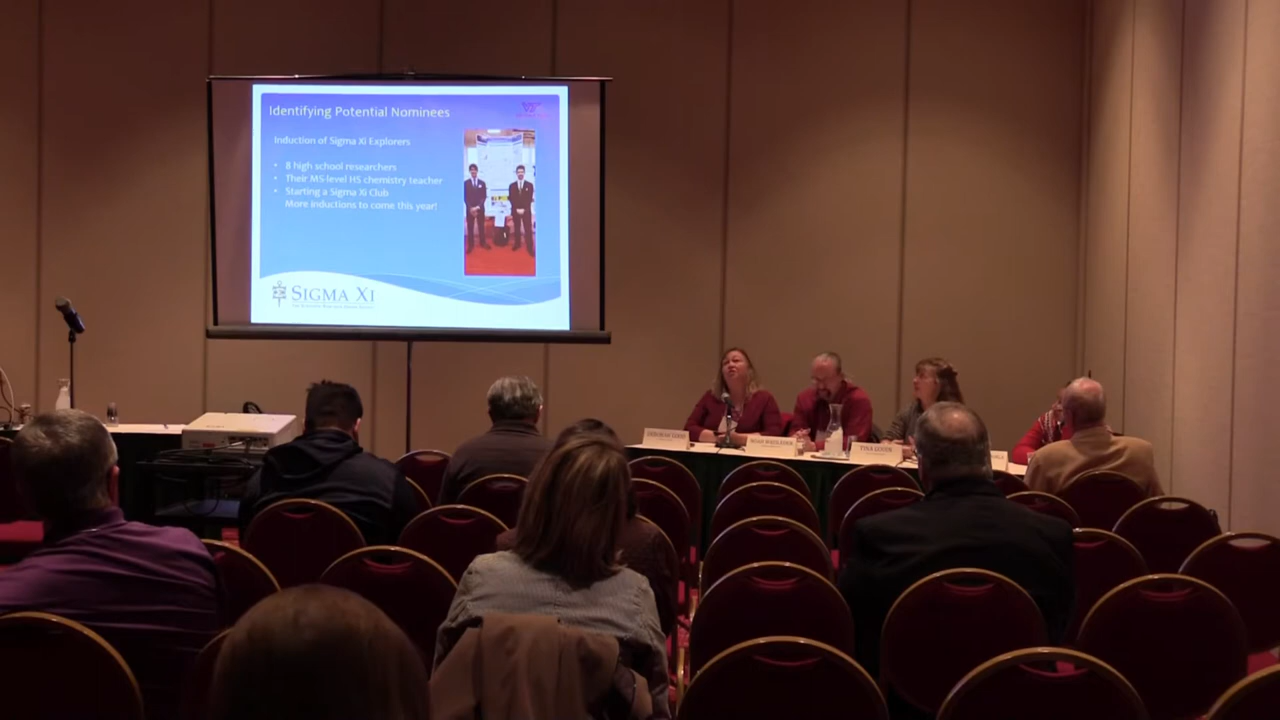 Identifying Potential Nominees
Induction of Sigma Xi Explorers
• 8 high school researchers
• Their MS-level HS chemistry teacher
• Starting a Sigma Xi Club
More inductions to come this year!
SIGMA XI